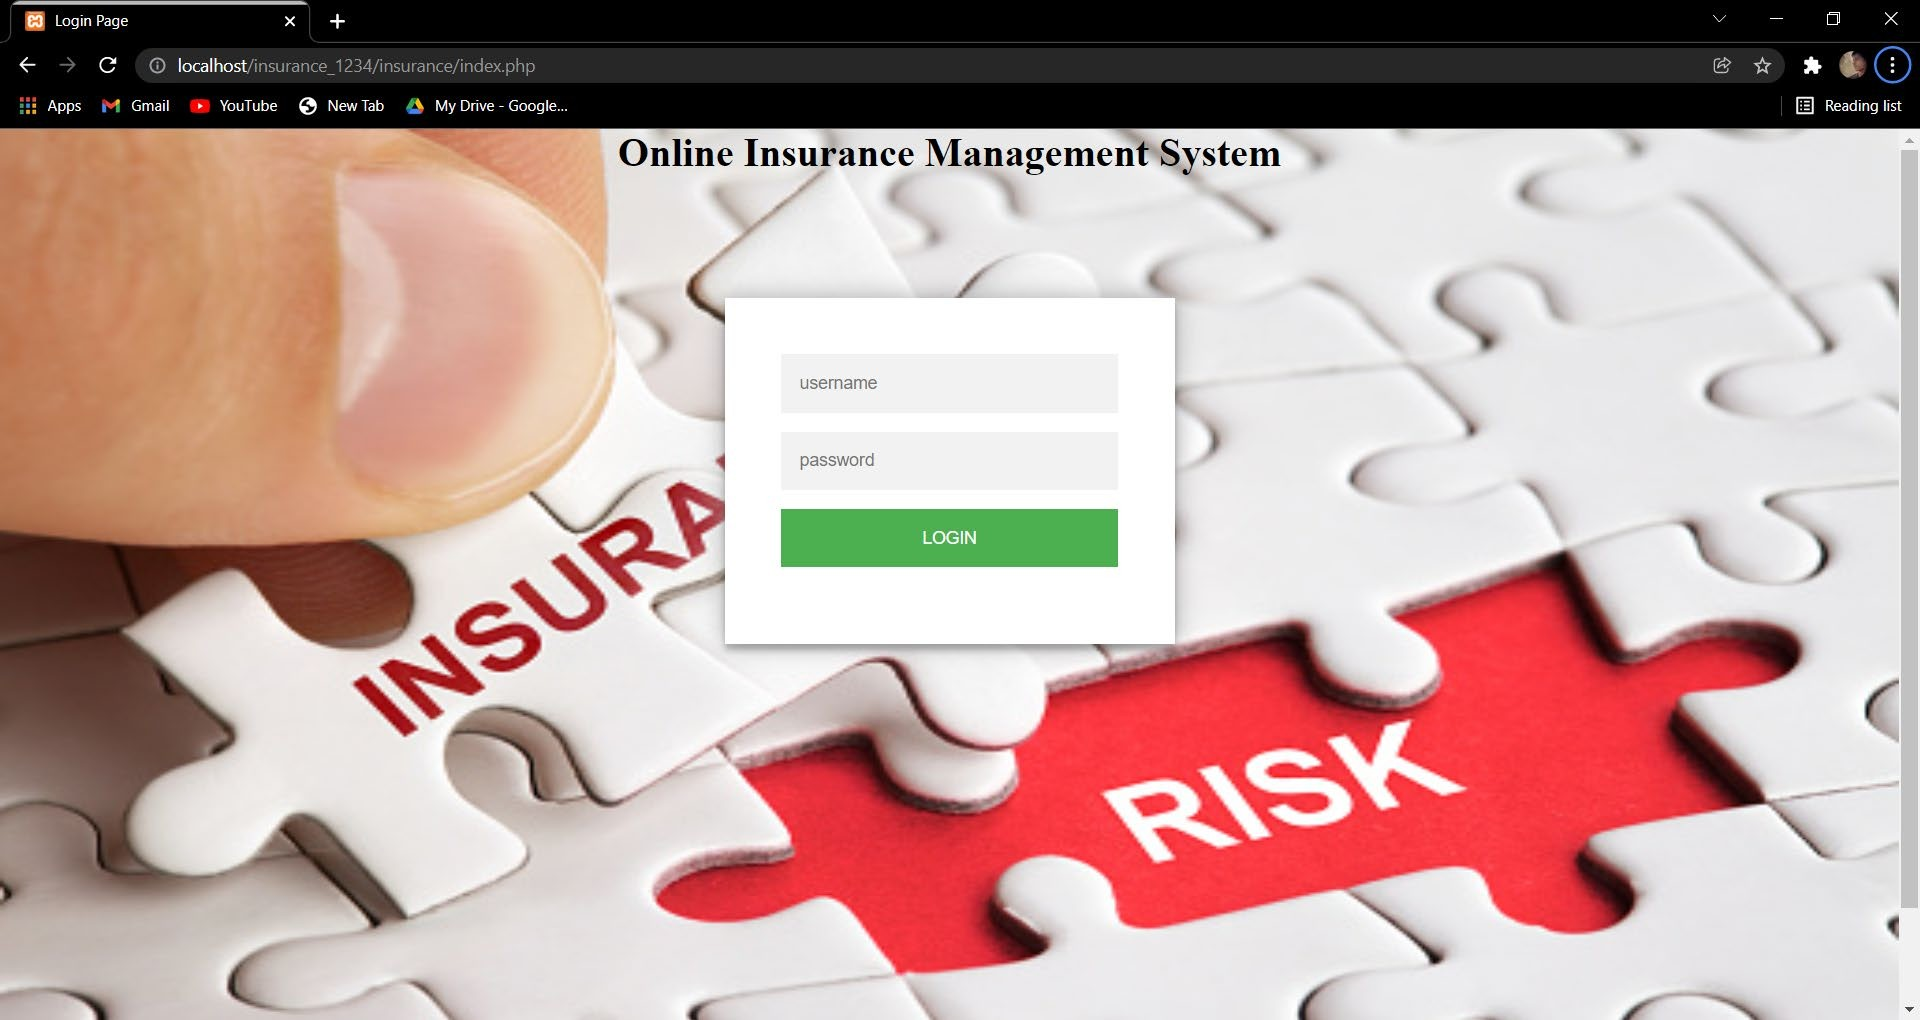 Login Page
localhost/insurance_1234/insurance/index.php
Apps Gmail YouTube New Tab My Drive - Google... Reading list
Online Insurance Management System
username
password
LOGIN
INSURA
RISK